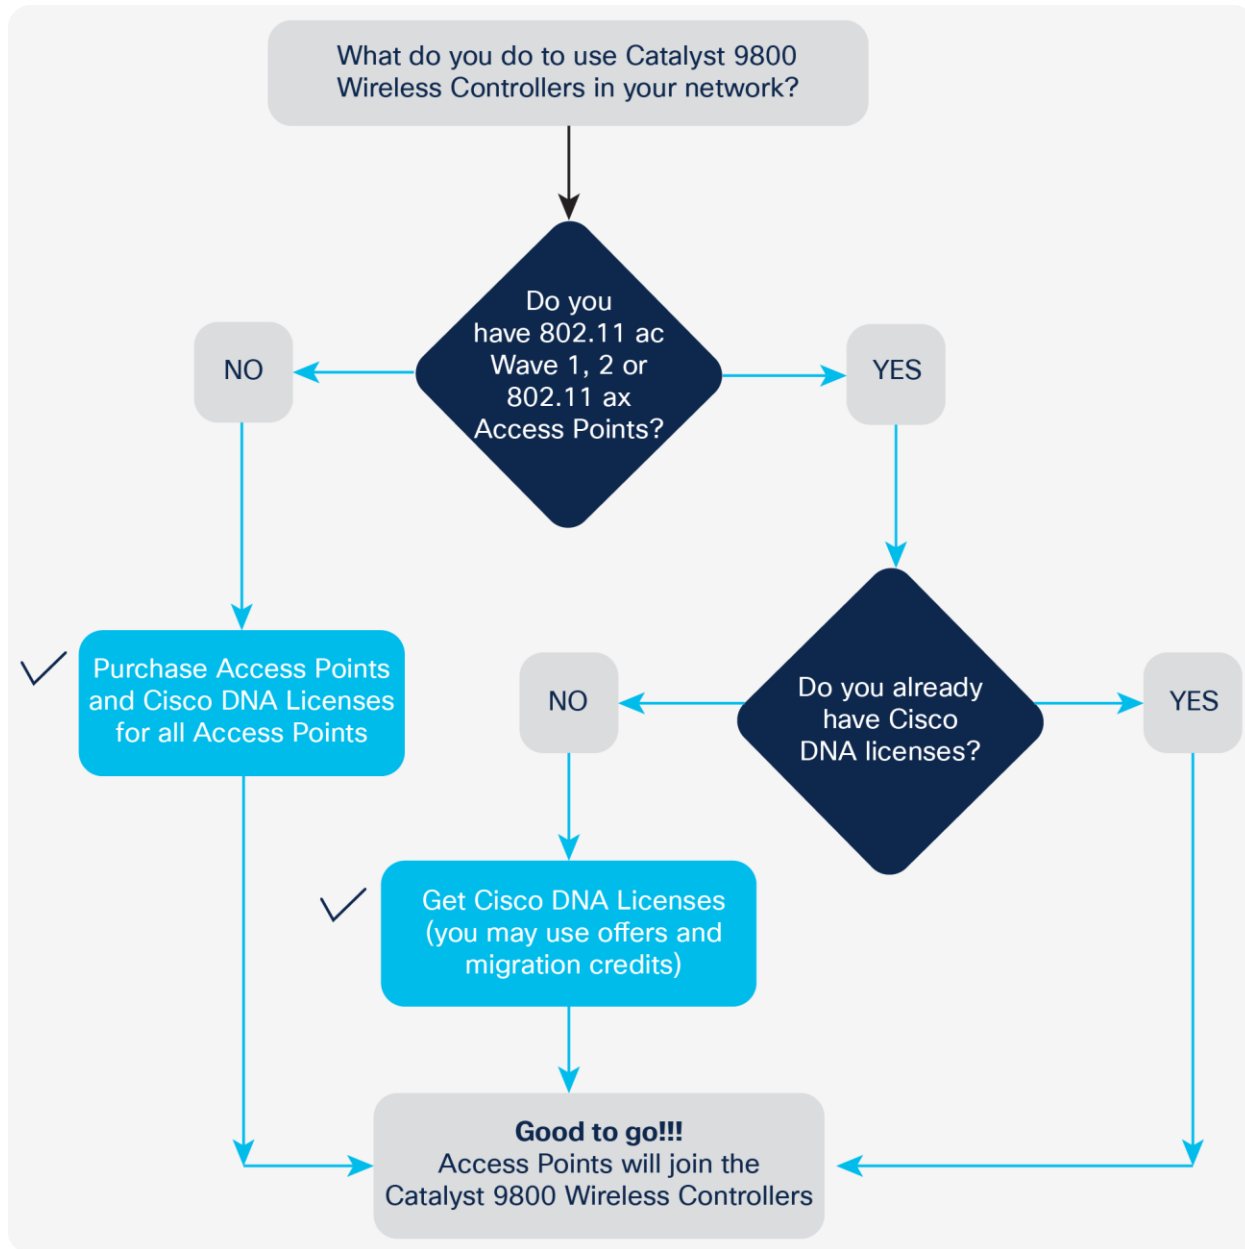 What do you do to use Catalyst 9800
Wireless Controllers in your network?
Do you
have 802.11 ac
Wave 1, 2 or
802.11 ax
Access Points?
NO
YES
Purchase Access Points
and Cisco DNA Licenses
for all Access Points
NO
Do you already
have Cisco
DNA licenses?
YES
Get Cisco DNA Licenses
(you may use offers and
migration credits)
Good to go!!!
Access Points will join the
Catalyst 9800 Wireless Controllers